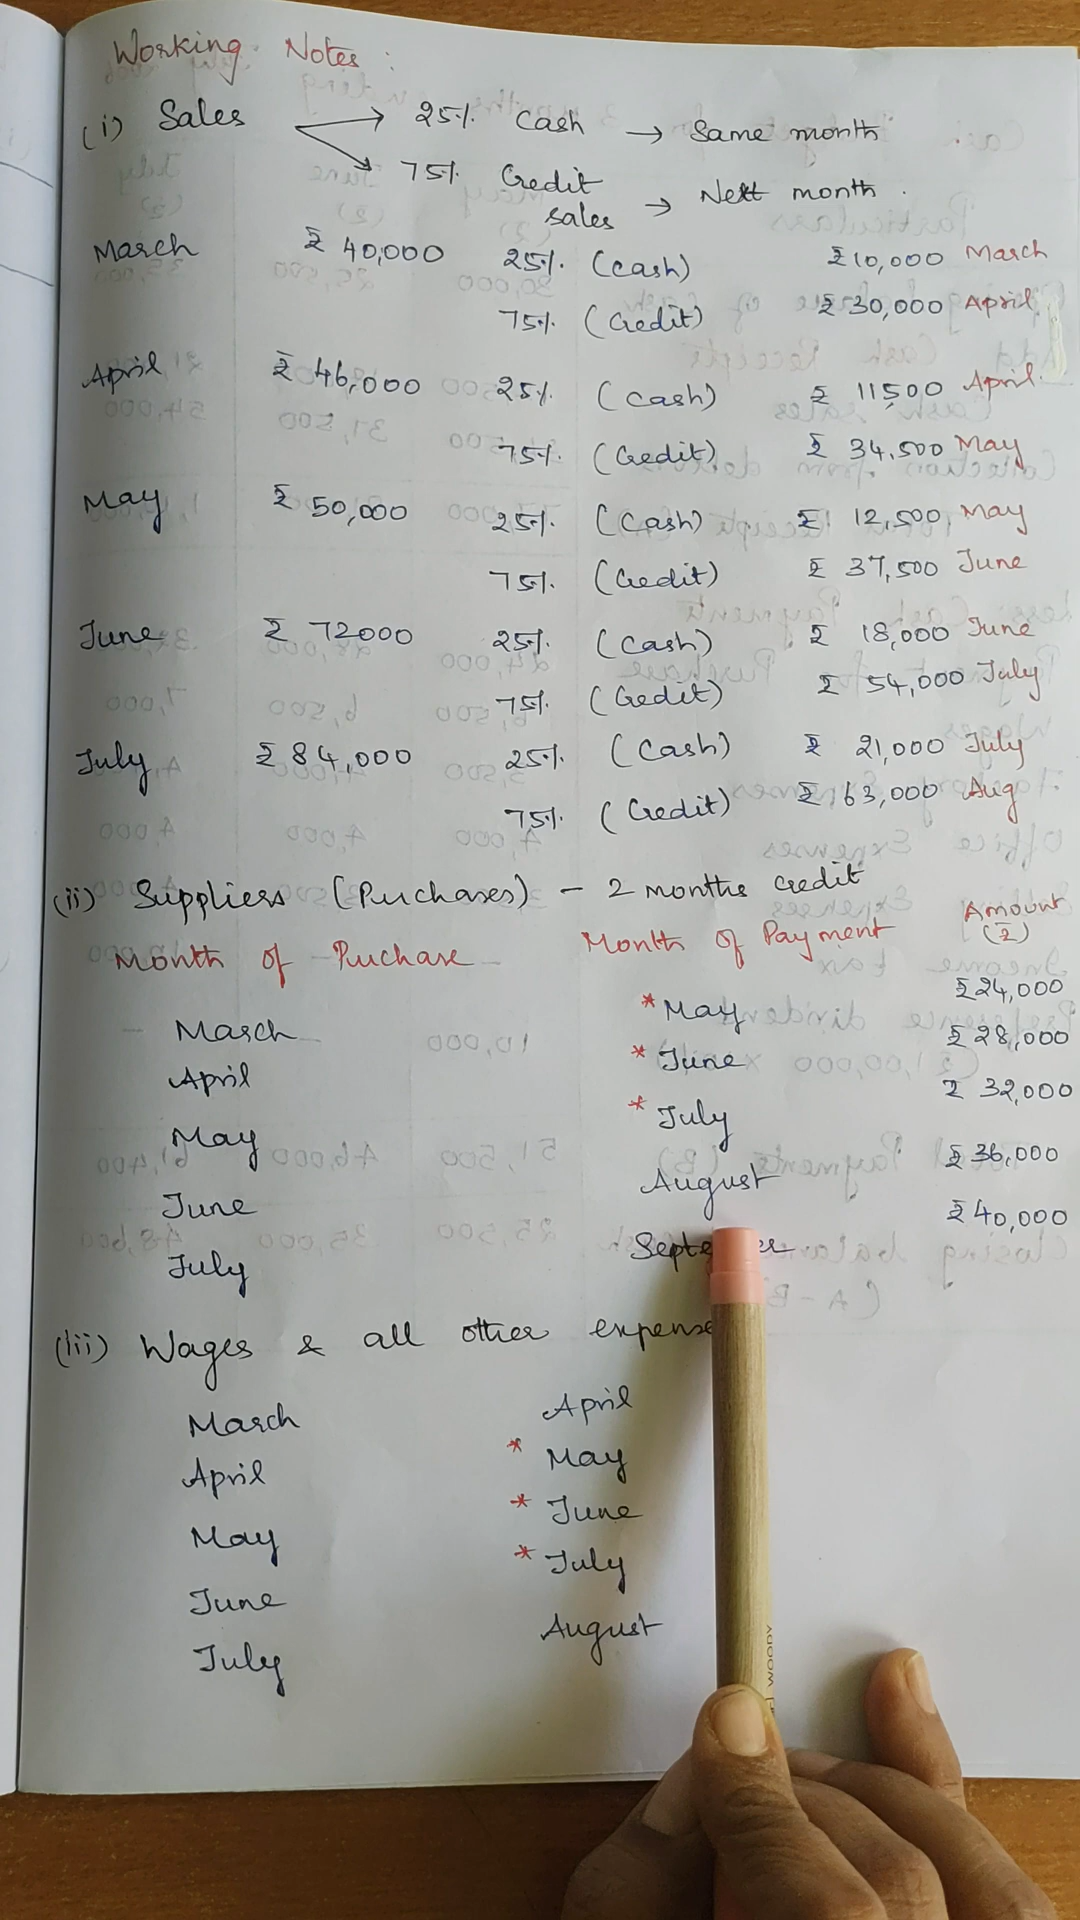 Working Notes :
(i) Sales → 25% Cash → Same month
→ 75% Credit sales → Next month.
March ₹ 40,000 25% (Cash) ₹10,000 March
75% (Credit) ₹ 30,000 April
April ₹ 46,000 25% (Cash) ₹ 11,500 April
75% (Credit) ₹ 34,500 May
May ₹ 50,000 25% (Cash) ₹ 12,500 May
75% (Credit) ₹ 37,500 June
June ₹ 72000 25% (Cash) ₹ 18,000 June
75% (Credit) ₹ 54,000 July
July ₹ 84,000 25% (Cash) ₹ 21,000 July
75% (Credit) ₹ 63,000 Aug
(ii) Suppliers (Purchases) - 2 months credit
Month of Purchase Month of Payment Amount (₹)
March *May ₹24,000
April *June ₹ 28,000
May *July ₹ 32,000
June August ₹ 36,000
July ₹ 40,000
(iii) Wages & all other
March April
April * May
May * June
June * July
July August
WOODY